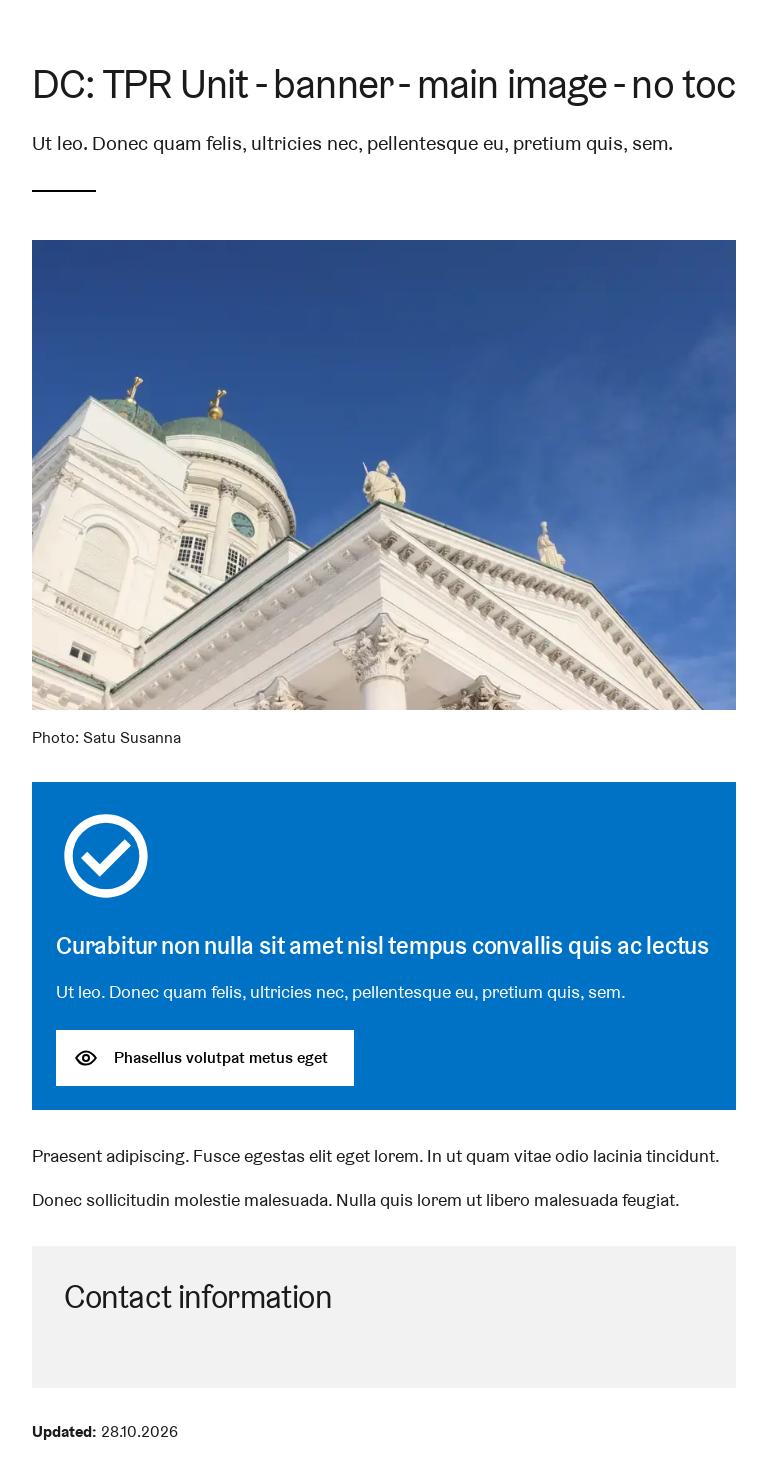 DC: TPR Unit - banner - main image - no toc
Ut leo. Donec quam felis, ultricies nec, pellentesque eu, pretium quis, sem.
Photo: Satu Susanna
Curabitur non nulla sit amet nisl tempus convallis quis ac lectus
Ut leo. Donec quam felis, ultricies nec, pellentesque eu, pretium quis, sem.
Phasellus volutpat metus eget
Praesent adipiscing. Fusce egestas elit eget lorem. In ut quam vitae odio lacinia tincidunt.
Donec sollicitudin molestie malesuada. Nulla quis lorem ut libero malesuada feugiat.
Contact information
Updated: 28.10.2026